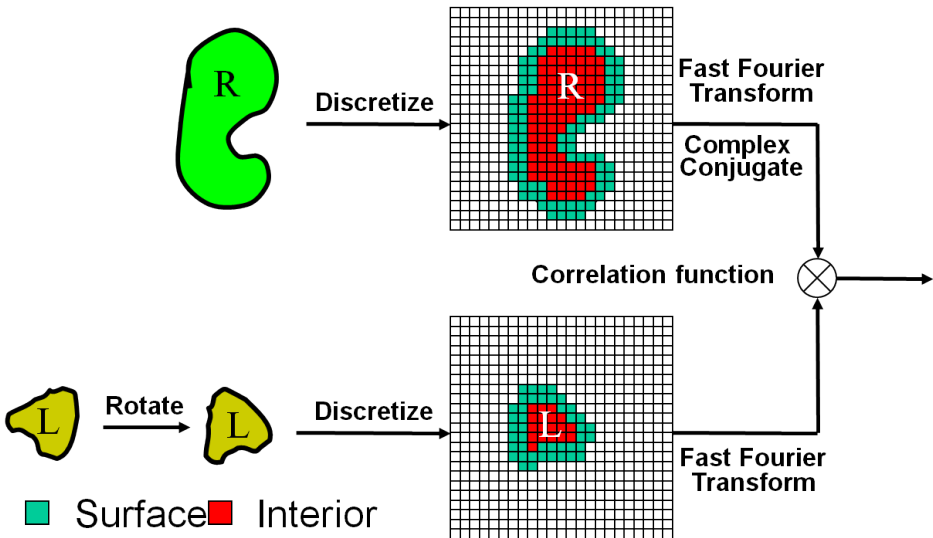 R
Discretize
R
Fast Fourier
Transform
Complex
Conjugate
Correlation function
L
Rotate
L
Discretize
L
Fast Fourier
Transform
Surface
Interior